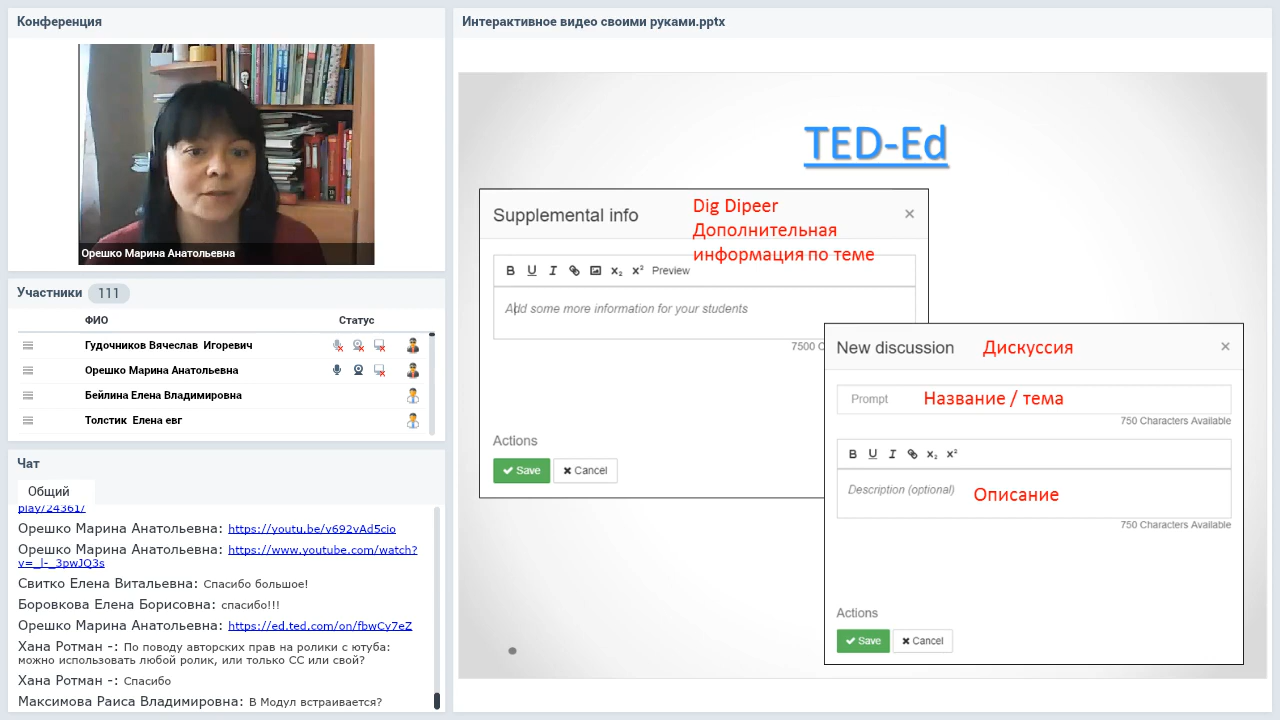 Конференция
Орешко Марина Анатольевна
Участники 111
ФИО Статус
Гудочников Вячеслав Игоревич
Орешко Марина Анатольевна
Бейлина Елена Владимировна
Толстик Елена евг
Чат
Общий
play/24361/
Орешко Марина Анатольевна: https://youtu.be/v692vAd5cio
Орешко Марина Анатольевна: https://www.youtube.com/watch?
v=_l-_3pwJQ3s
Свитко Елена Витальевна: Спасибо большое!
Боровкова Елена Борисовна: спасибо!!!
Орешко Марина Анатольевна: https://ed.ted.com/on/fbwCy7eZ
Хана Ротман -: По поводу авторских прав на ролики с ютуба:
можно использовать любой ролик, или только СС или свой?
Хана Ротман -: Спасибо
Максимова Раиса Владимировна: В Модул встраивается?
Интерактивное видео своими руками.pptx
TED-Ed
Supplemental info
Dig Dipeer
Дополнительная
информация по теме
B U I x₂ x² Preview
Add some more information for your students
7500 C
Actions
Save Cancel
New discussion Дискуссия
Prompt Название / тема
750 Characters Available
B U I x₂ x²
Description (optional) Описание
750 Characters Available
Actions
Save Cancel